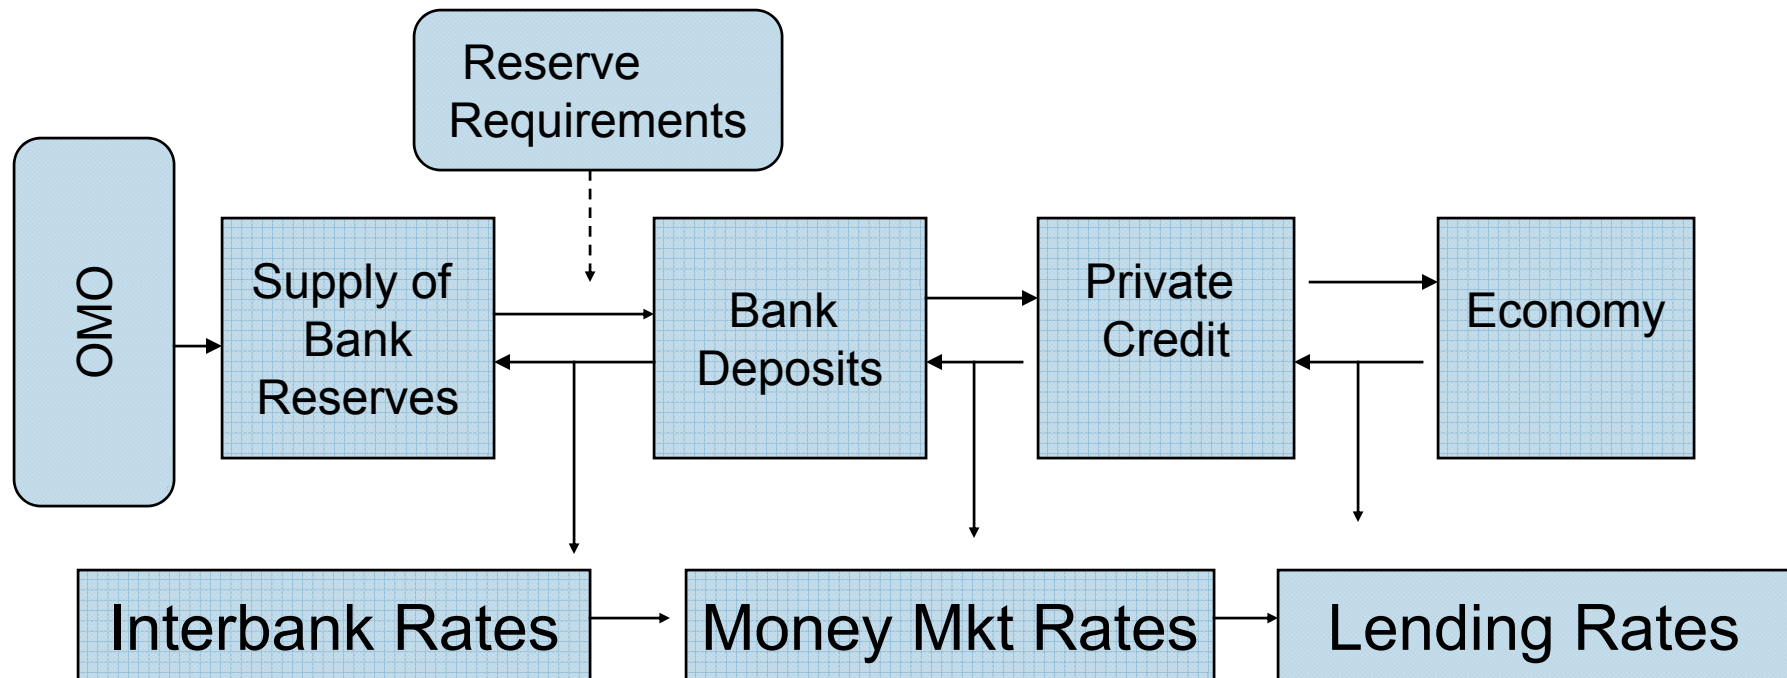 Reserve
Requirements
OMO
Supply of
Bank
Reserves
Bank
Deposits
Private
Credit
Economy
Interbank Rates
Money Mkt Rates
Lending Rates